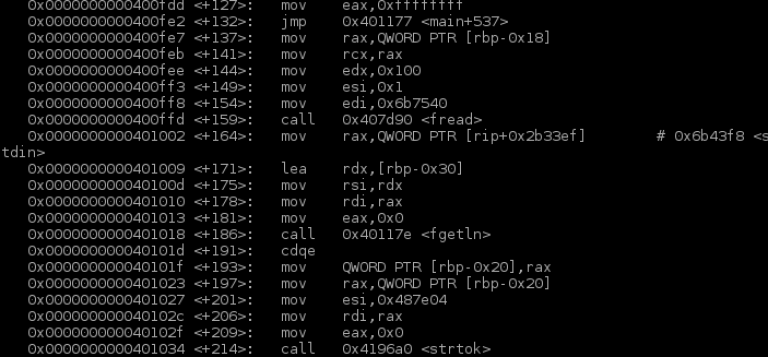 0x0000000000400fdd <+127>: mov eax,0xffffffff
0x0000000000400fe2 <+132>: jmp 0x401177 <main+537>
0x0000000000400fe7 <+137>: mov rax,QWORD PTR [rbp-0x18]
0x0000000000400feb <+141>: mov rcx,rax
0x0000000000400fee <+144>: mov edx,0x100
0x0000000000400ff3 <+149>: mov esi,0x1
0x0000000000400ff8 <+154>: mov edi,0x6b7540
0x0000000000400ffd <+159>: call 0x407d90 <fread>
0x0000000000401002 <+164>: mov rax,QWORD PTR [rip+0x2b33ef] # 0x6b43f8 <s
tdin>
0x0000000000401009 <+171>: lea rdx,[rbp-0x30]
0x000000000040100d <+175>: mov rsi,rdx
0x0000000000401010 <+178>: mov rdi,rax
0x0000000000401013 <+181>: mov eax,0x0
0x0000000000401018 <+186>: call 0x40117e <fgetln>
0x000000000040101d <+191>: cdqe
0x000000000040101f <+193>: mov QWORD PTR [rbp-0x20],rax
0x0000000000401023 <+197>: mov rax,QWORD PTR [rbp-0x20]
0x0000000000401027 <+201>: mov esi,0x487e04
0x000000000040102c <+206>: mov rdi,rax
0x000000000040102f <+209>: mov eax,0x0
0x0000000000401034 <+214>: call 0x4196a0 <strtok>